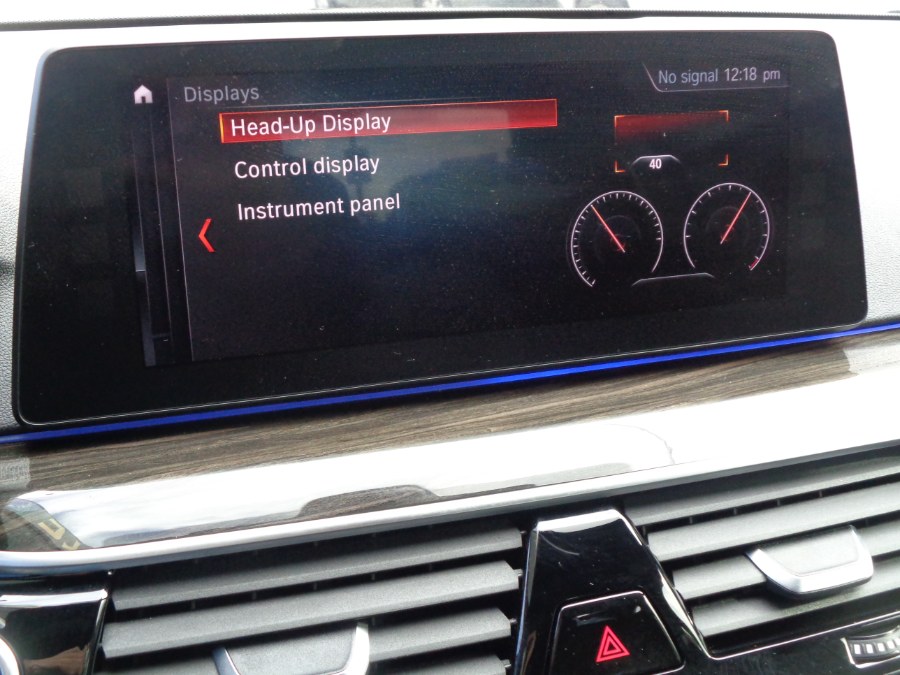 No signal 12:18 pm
Displays
Head-Up Display
Control display
Instrument panel
40